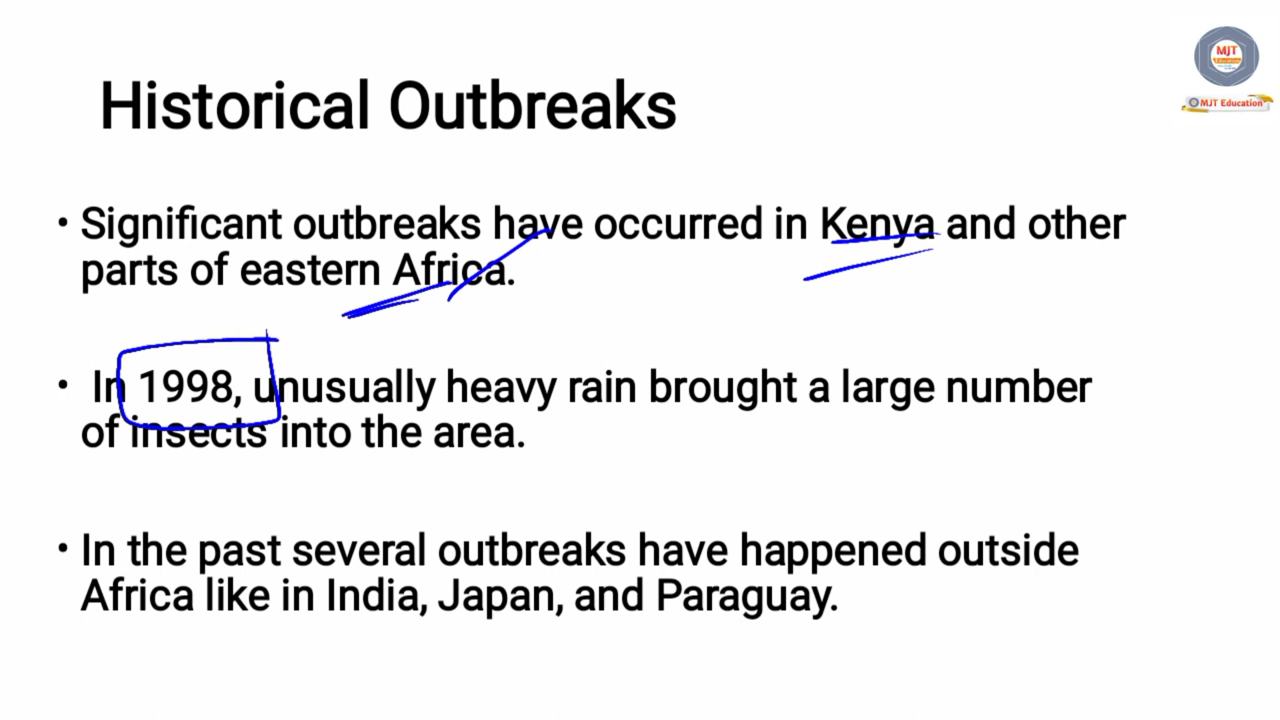 MJT
MJT Education
Historical Outbreaks
• Significant outbreaks have occurred in Kenya and other
parts of eastern Africa.
• In 1998, unusually heavy rain brought a large number
of insects into the area.
• In the past several outbreaks have happened outside
Africa like in India, Japan, and Paraguay.